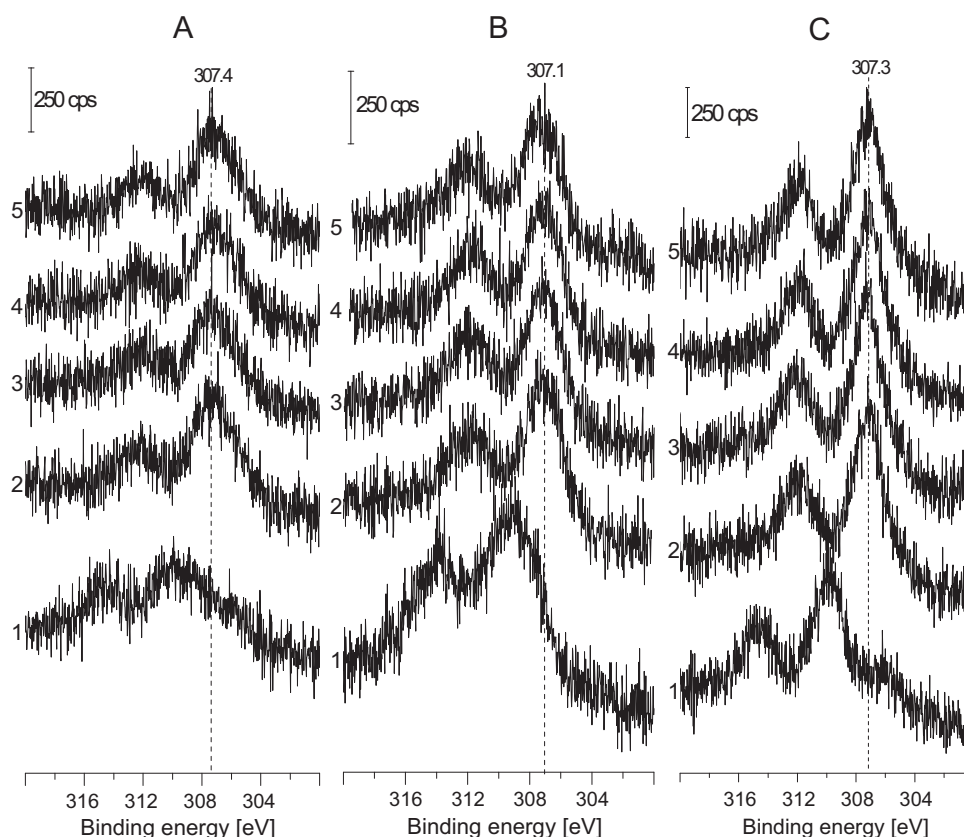 A B C
307.4 307.1 307.3
250 cps 250 cps 250 cps
5 5 5
4 4 4
3 3 3
2 2 2
1 1 1
316 312 308 304 316 312 308 304 316 312 308 304
Binding energy [eV] Binding energy [eV] Binding energy [eV]